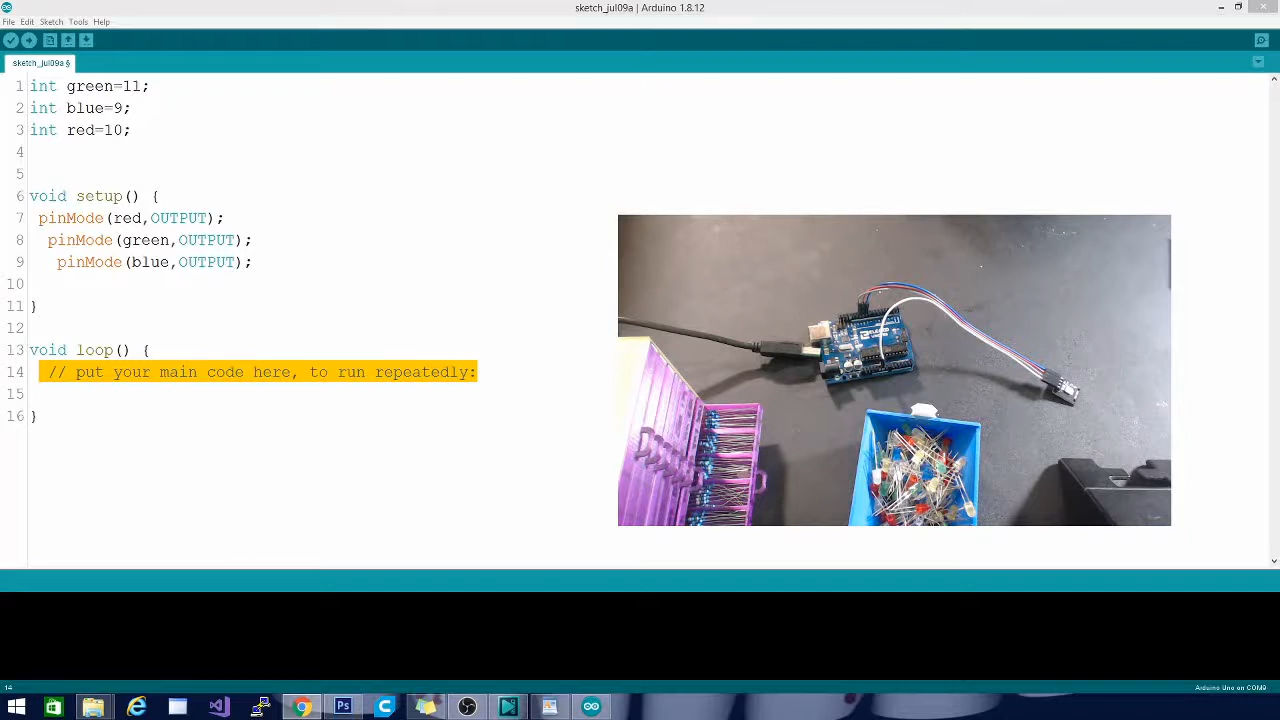 sketch_jul09a | Arduino 1.8.12
File Edit Sketch Tools Help
sketch_jul09a §
1 int green=11;
2 int blue=9;
3 int red=10;
4
5
6 void setup() {
7 pinMode(red,OUTPUT);
8 pinMode(green,OUTPUT);
9 pinMode(blue,OUTPUT);
10
11 }
12
13 void loop() {
14 // put your main code here, to run repeatedly:
15
16 }
14
Arduino Uno on COM9
Ps